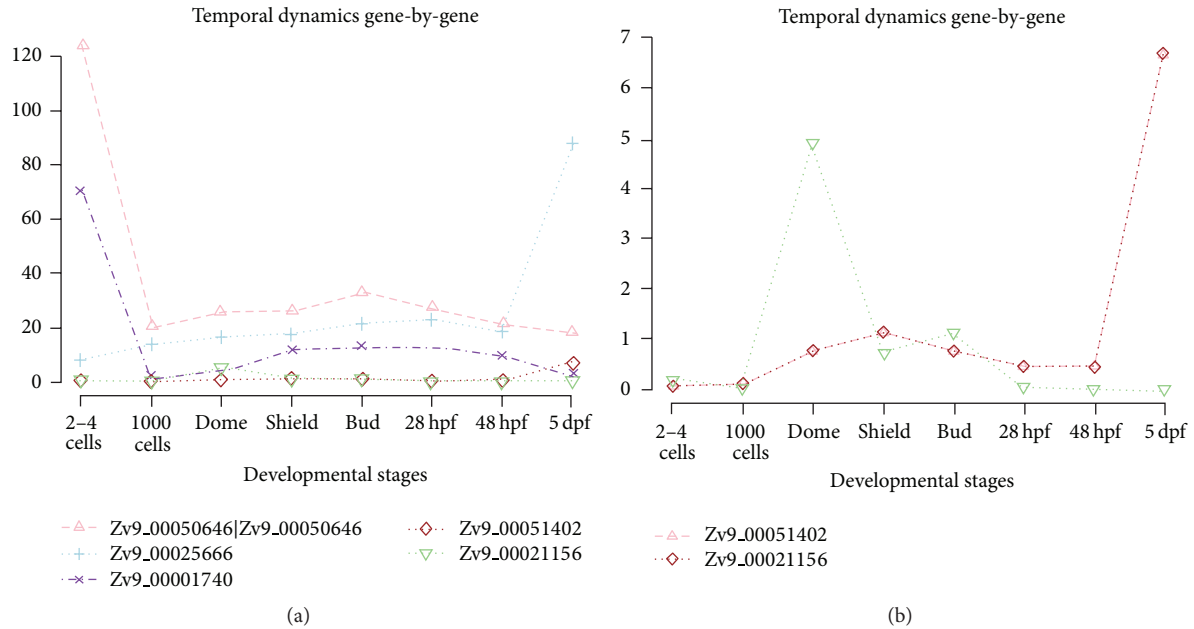 Temporal dynamics gene-by-gene
120
100
80
60
40
20
0
2–4 cells
1000 cells
Dome
Shield
Bud
28 hpf
48 hpf
5 dpf
Developmental stages
Zv9_00050646|Zv9_00050646
Zv9_00025666
Zv9_00001740
Zv9_00051402
Zv9_00021156
(a)
Temporal dynamics gene-by-gene
7
6
5
4
3
2
1
0
2–4 cells
1000 cells
Dome
Shield
Bud
28 hpf
48 hpf
5 dpf
Developmental stages
Zv9_00051402
Zv9_00021156
(b)